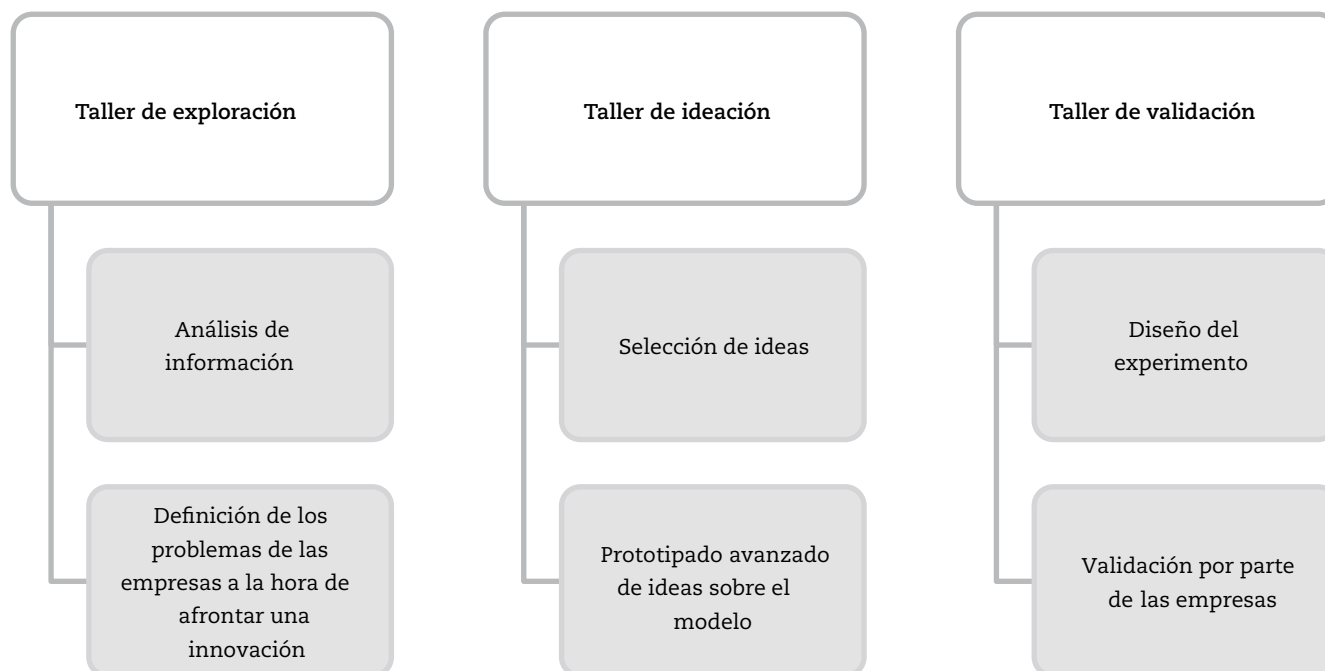 Taller de exploración
Análisis de
información
Definición de los
problemas de las
empresas a la hora de
afrontar una
innovación
Taller de ideación
Selección de ideas
Prototipado avanzado
de ideas sobre el
modelo
Taller de validación
Diseño del
experimento
Validación por parte
de las empresas